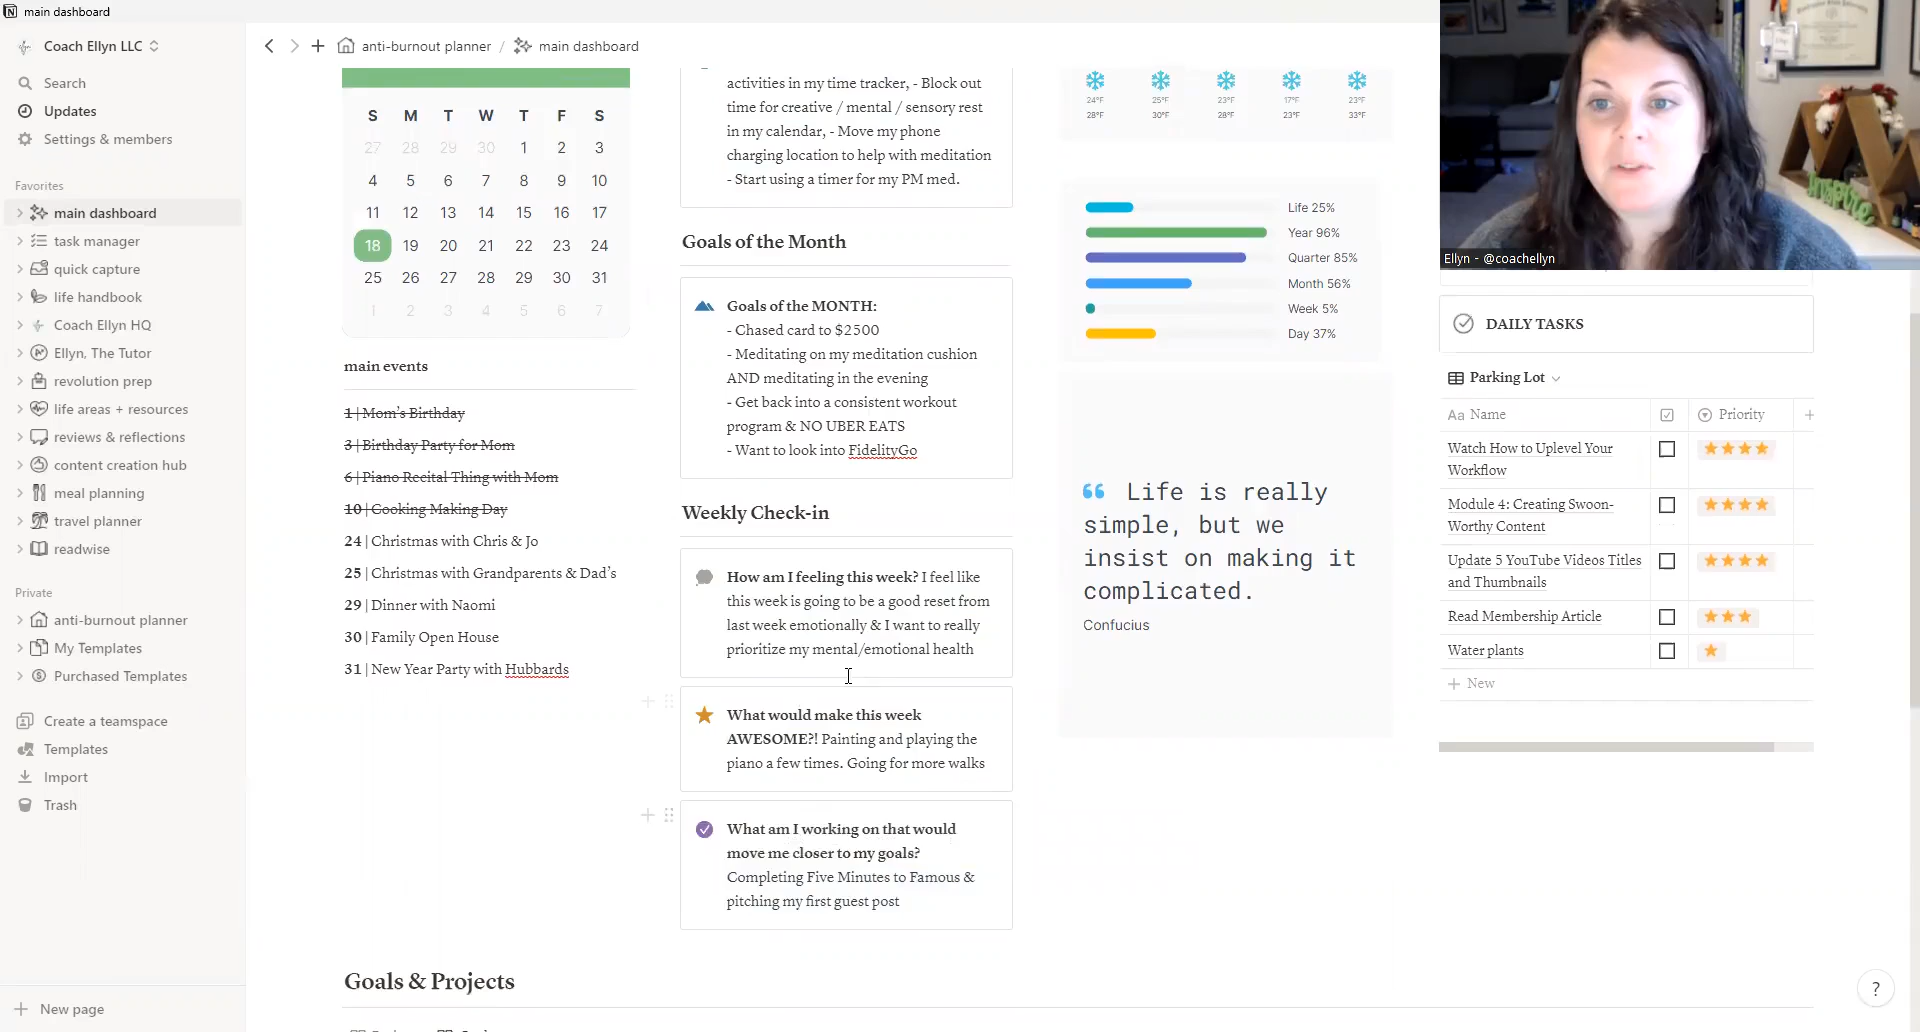 main dashboard
Coach Ellyn LLC
Search
Updates
Settings & members
Favorites
main dashboard
task manager
quick capture
life handbook
Coach Ellyn HQ
Ellyn, The Tutor
revolution prep
life areas + resources
reviews & reflections
content creation hub
meal planning
travel planner
readwise
Private
anti-burnout planner
My Templates
Purchased Templates
Create a teamspace
Templates
Import
Trash
New page
anti-burnout planner / main dashboard
S M T W T F S
27 28 29 30 1 2 3
4 5 6 7 8 9 10
11 12 13 14 15 16 17
18 19 20 21 22 23 24
25 26 27 28 29 30 31
1 2 3 4 5 6 7
main events
1 | Mom's Birthday
3 | Birthday Party for Mom
6 | Piano Recital Thing with Mom
10 | Cooking Making Day
24 | Christmas with Chris & Jo
25 | Christmas with Grandparents & Dad's
29 | Dinner with Naomi
30 | Family Open House
31 | New Year Party with Hubbards
activities in my time tracker, - Block out
time for creative / mental / sensory rest
in my calendar, - Move my phone
charging location to help with meditation
- Start using a timer for my PM med.
Goals of the Month
Goals of the MONTH:
- Chased card to $2500
- Meditating on my meditation cushion
AND meditating in the evening
- Get back into a consistent workout
program & NO UBER EATS
- Want to look into FidelityGo
Weekly Check-in
How am I feeling this week? I feel like
this week is going to be a good reset from
last week emotionally & I want to really
prioritize my mental/emotional health
What would make this week
AWESOME?! Painting and playing the
piano a few times. Going for more walks
What am I working on that would
move me closer to my goals?
Completing Five Minutes to Famous &
pitching my first guest post
24°F 25°F 23°F 17°F 23°F
28°F 30°F 28°F 23°F 33°F
Life 25%
Year 96%
Quarter 85%
Month 56%
Week 5%
Day 37%
Life is really
simple, but we
insist on making it
complicated.
Confucius
Ellyn - @coachellyn
DAILY TASKS
Parking Lot
Aa Name Priority
Watch How to Uplevel Your
Workflow
Module 4: Creating Swoon-
Worthy Content
Update 5 YouTube Videos Titles
and Thumbnails
Read Membership Article
Water plants
New
Goals & Projects
?